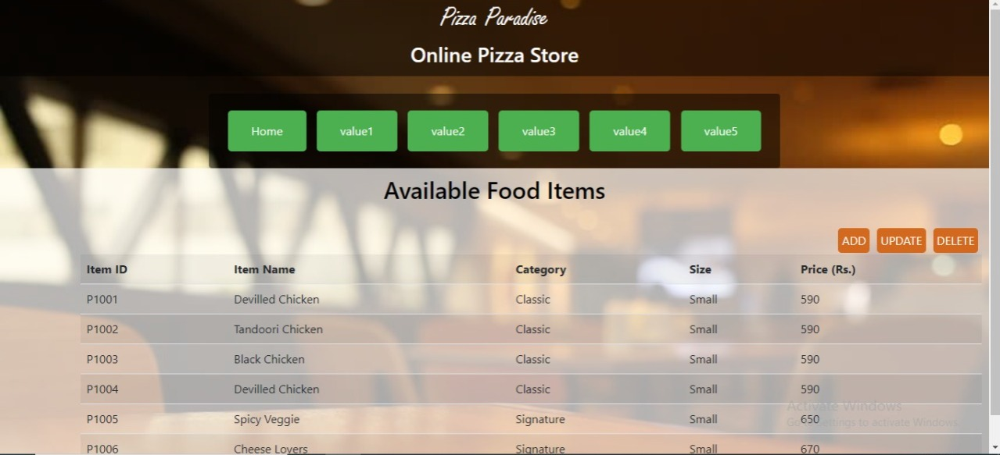 Pizza Paradise
Online Pizza Store
Home value1 value2 value3 value4 value5
Available Food Items
ADD UPDATE DELETE
Item ID Item Name Category Size Price (Rs.)
P1001 Devilled Chicken Classic Small 590
P1002 Tandoori Chicken Classic Small 590
P1003 Black Chicken Classic Small 590
P1004 Devilled Chicken Classic Small 590
Activate Windows
P1005 Spicy Veggie Signature Small 650
Go to Settings to activate Windows.
P1006 Cheese Lovers Signature Small 670